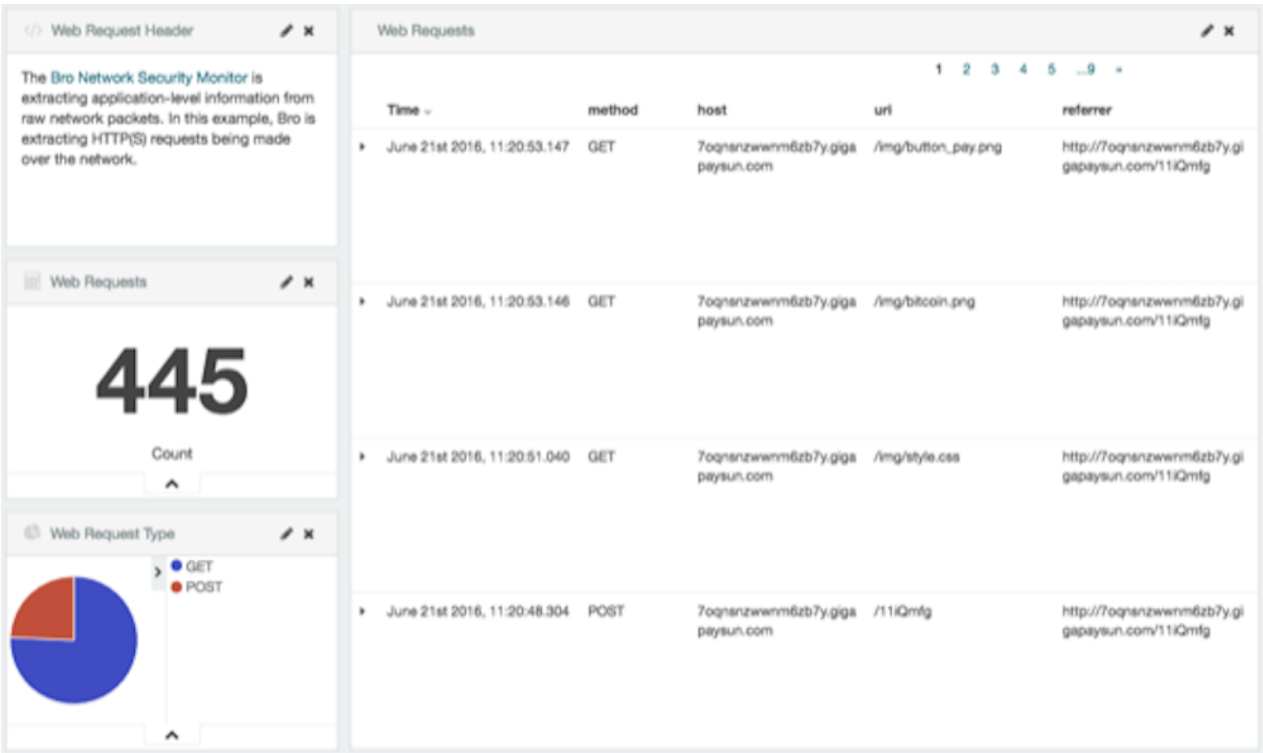 Web Request Header
The Bro Network Security Monitor is
extracting application-level information from
raw network packets. In this example, Bro is
extracting HTTP(S) requests being made
over the network.
Web Requests
445
Count
Web Request Type
GET
POST
Web Requests
1 2 3 4 5 ...9 »
Time method host uri referrer
June 21st 2016, 11:20:53.147 GET 7oqnsnzwwnm6zb7y.giga /img/button_pay.png http://7oqnsnzwwnm6zb7y.gi
paysun.com gapaysun.com/11iQmfg
June 21st 2016, 11:20:53.146 GET 7oqnsnzwwnm6zb7y.giga /img/bitcoin.png http://7oqnsnzwwnm6zb7y.gi
paysun.com gapaysun.com/11iQmfg
June 21st 2016, 11:20:51.040 GET 7oqnsnzwwnm6zb7y.giga /img/style.css http://7oqnsnzwwnm6zb7y.gi
paysun.com gapaysun.com/11iQmfg
June 21st 2016, 11:20:48.304 POST 7oqnsnzwwnm6zb7y.giga /11iQmfg http://7oqnsnzwwnm6zb7y.gi
paysun.com gapaysun.com/11iQmfg